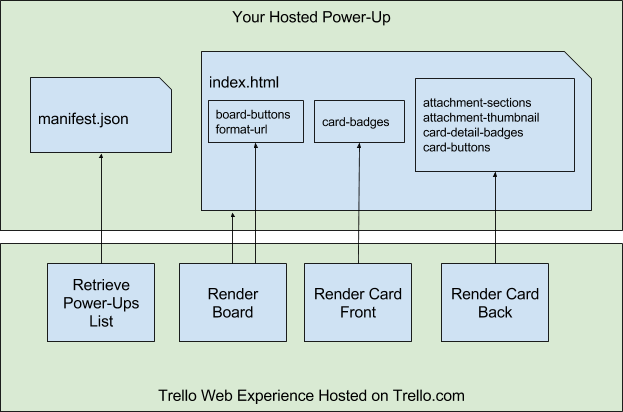 Your Hosted Power-Up
manifest.json
index.html
board-buttons
format-url
card-badges
attachment-sections
attachment-thumbnail
card-detail-badges
card-buttons
Retrieve
Power-Ups
List
Render
Board
Render Card
Front
Render Card
Back
Trello Web Experience Hosted on Trello.com